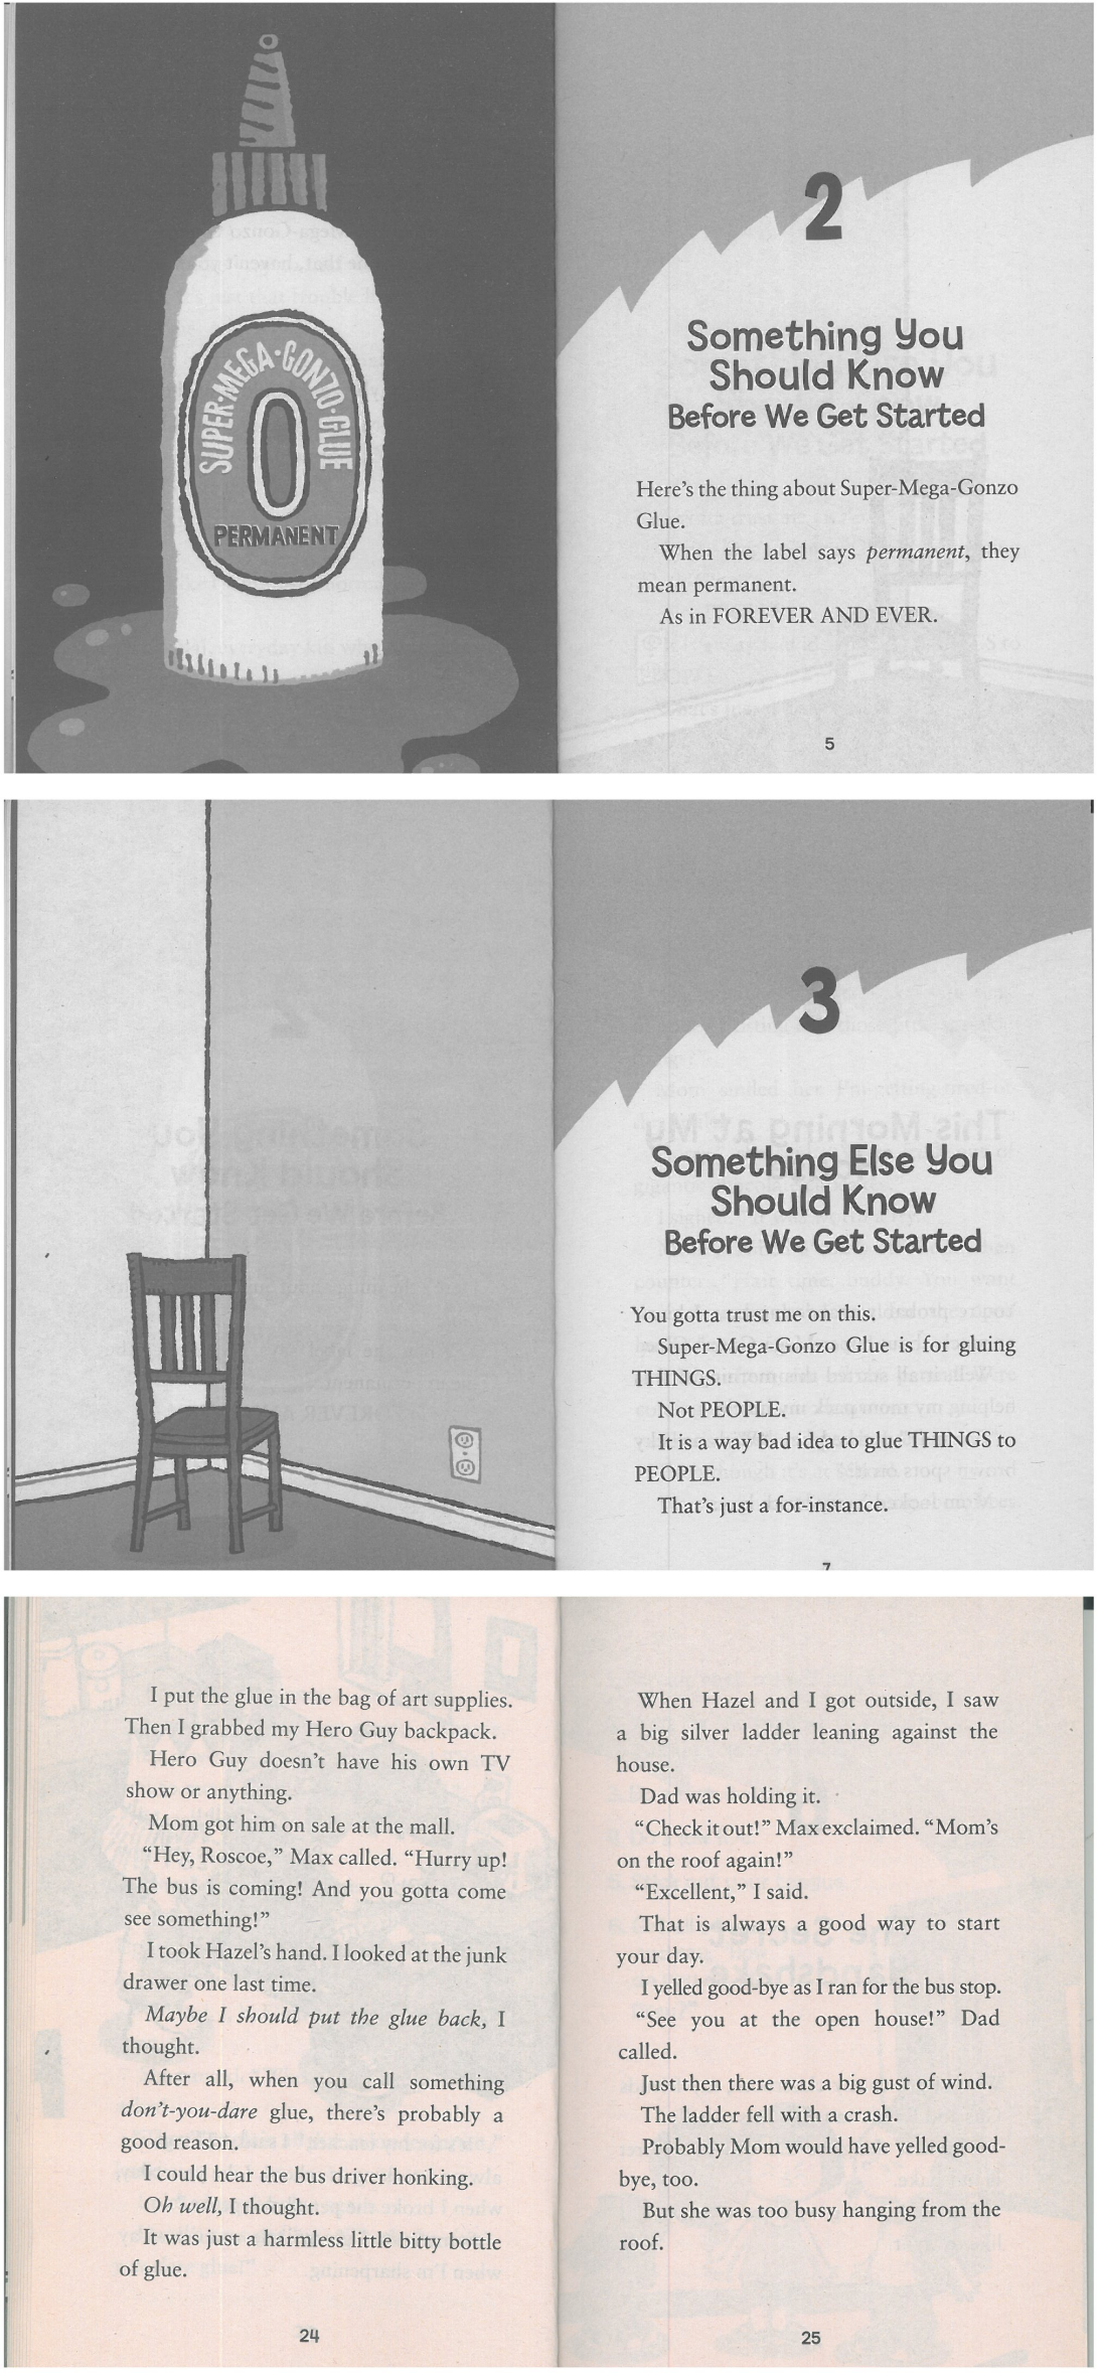 SUPER·MEGA·GONZO·GLUE
PERMANENT
2
Something You
Should Know
Before We Get Started
Here's the thing about Super-Mega-Gonzo
Glue.
When the label says permanent, they
mean permanent.
As in FOREVER AND EVER.
5
3
Something Else You
Should Know
Before We Get Started
You gotta trust me on this.
Super-Mega-Gonzo Glue is for gluing
THINGS.
Not PEOPLE.
It is a way bad idea to glue THINGS to
PEOPLE.
That's just a for-instance.
7
I put the glue in the bag of art supplies.
Then I grabbed my Hero Guy backpack.
Hero Guy doesn't have his own TV
show or anything.
Mom got him on sale at the mall.
"Hey, Roscoe," Max called. "Hurry up!
The bus is coming! And you gotta come
see something!"
I took Hazel's hand. I looked at the junk
drawer one last time.
Maybe I should put the glue back, I
thought.
After all, when you call something
don't-you-dare glue, there's probably a
good reason.
I could hear the bus driver honking.
Oh well, I thought.
It was just a harmless little bitty bottle
of glue.
24
When Hazel and I got outside, I saw
a big silver ladder leaning against the
house.
Dad was holding it.
"Check it out!" Max exclaimed. "Mom's
on the roof again!"
"Excellent," I said.
That is always a good way to start
your day.
I yelled good-bye as I ran for the bus stop.
"See you at the open house!" Dad
called.
Just then there was a big gust of wind.
The ladder fell with a crash.
Probably Mom would have yelled good-
bye, too.
But she was too busy hanging from the
roof.
25